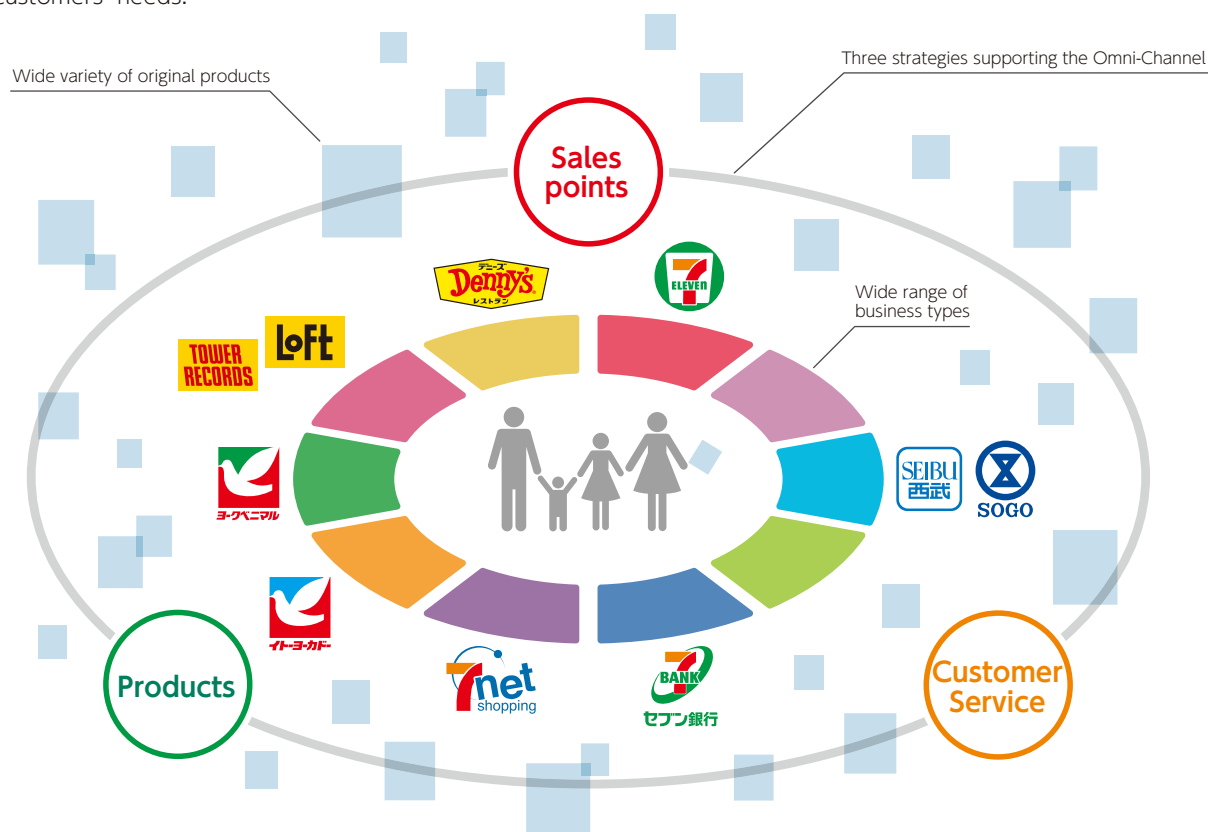 customers' needs.
Three strategies supporting the Omni-Channel
Wide variety of original products
Sales
points
デニーズ
Denny's
レストラン
7
ELEVEN
Wide range of
business types
LOFT
TOWER
RECORDS
SEIBU
西武
SOGO
ヨークベニマル
イトーヨーカドー
7net
shopping
7
BANK
セブン銀行
Products
Customer
Service